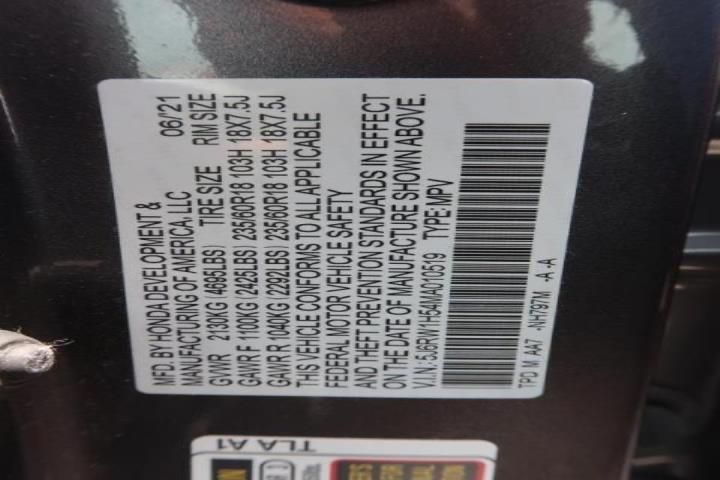 MFD. BY HONDA DEVELOPMENT &
MANUFACTURING OF AMERICA, LLC 06/'21
GVWR 2130KG (4695LBS) TIRE SIZE RIM SIZE
GAWR F 1100KG (2425LBS) 235/60R18 103H 18X7.5J
GAWR R 1040KG (2292LBS) 235/60R18 103H 18X7.5J
THIS VEHICLE CONFORMS TO ALL APPLICABLE
FEDERAL MOTOR VEHICLE SAFETY
AND THEFT PREVENTION STANDARDS IN EFFECT
ON THE DATE OF MANUFACTURE SHOWN ABOVE.
V.I.N.: 5J6RW1H54MA010519 TYPE: MPV
TPD M AA7 -NH797M -A -A
TLA A1